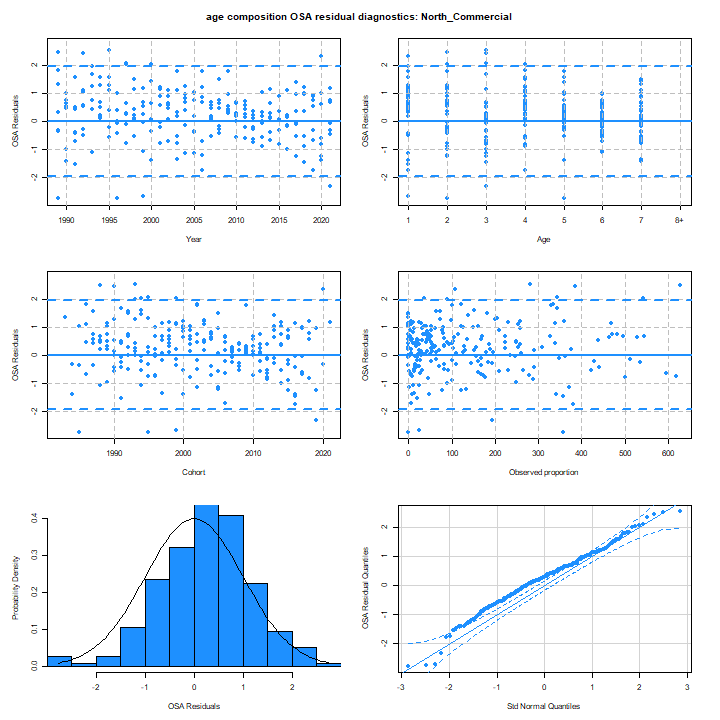 age composition OSA residual diagnostics: North_Commercial
OSA Residuals
2
1
0
-1
-2
1990 1995 2000 2005 2010 2015 2020
Year
OSA Residuals
2
1
0
-1
-2
1 2 3 4 5 6 7 8+
Age
OSA Residuals
2
1
0
-1
-2
1990 2000 2010 2020
Cohort
OSA Residuals
2
1
0
-1
-2
0 100 200 300 400 500 600
Observed proportion
Probability Density
0.4
0.3
0.2
0.1
0.0
-2 -1 0 1 2
OSA Residuals
OSA Residual Quantiles
2
1
0
-1
-2
-3 -2 -1 0 1 2 3
Std Normal Quantiles